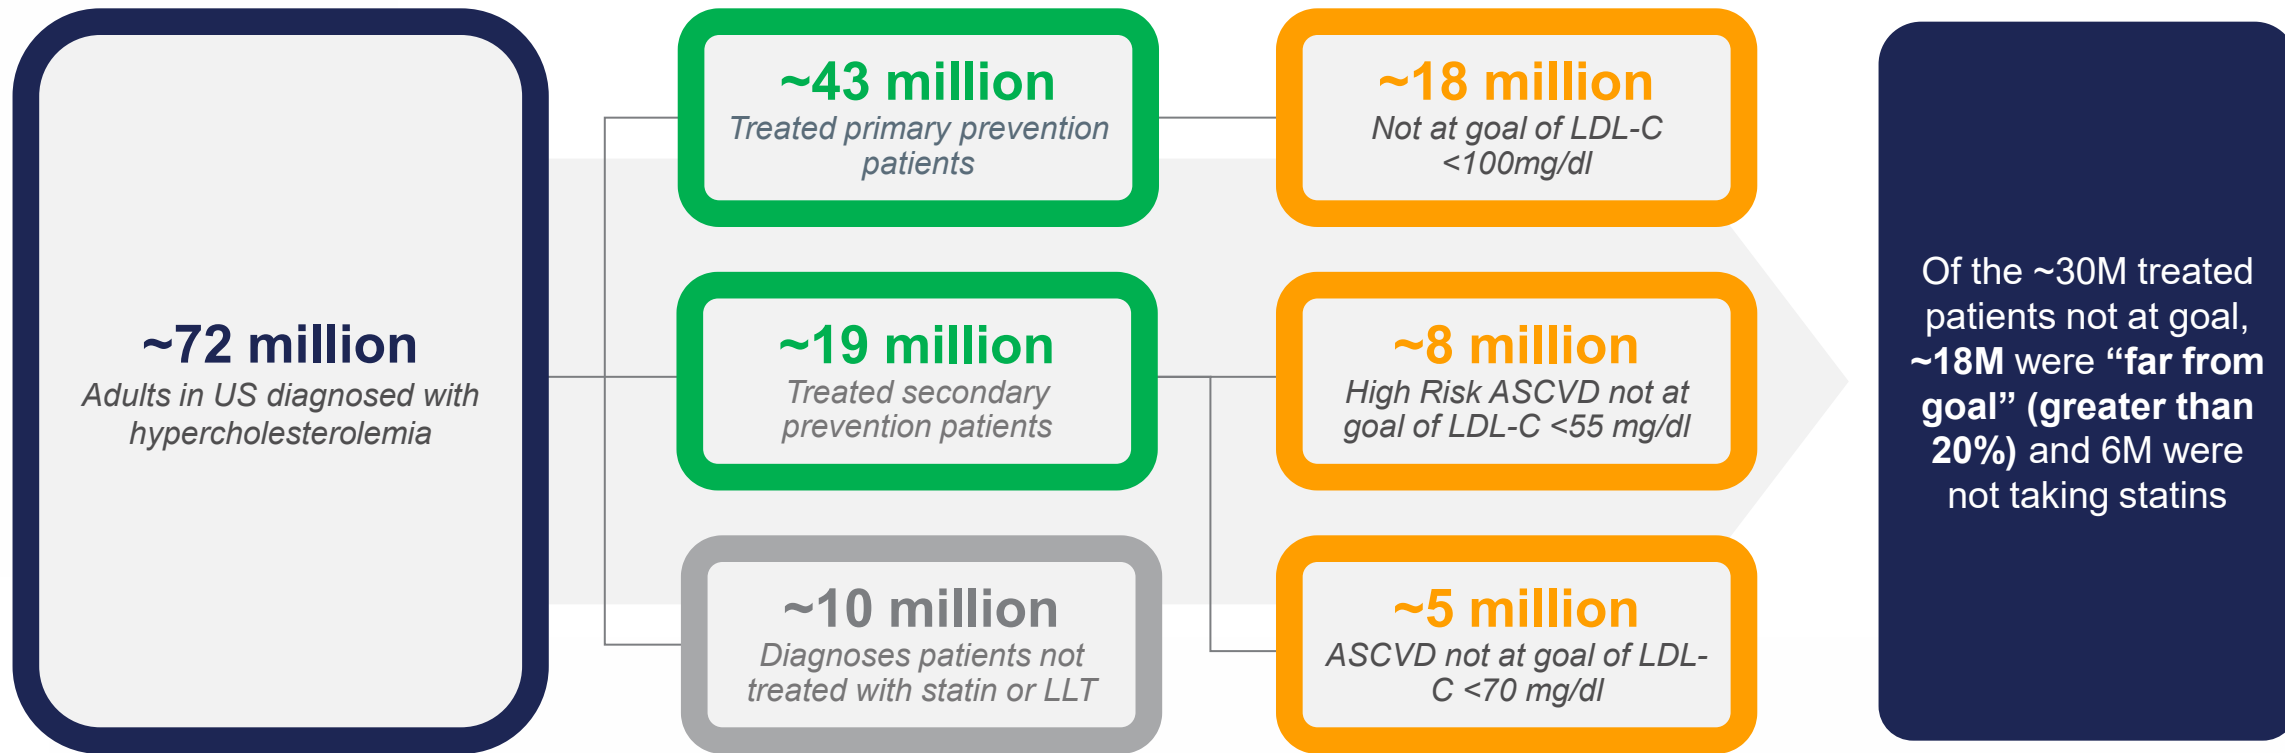 ~72 million
Adults in US diagnosed with
hypercholesterolemia
~43 million
Treated primary prevention
patients
~19 million
Treated secondary
prevention patients
~10 million
Diagnoses patients not
treated with statin or LLT
~18 million
Not at goal of LDL-C
<100mg/dl
~8 million
High Risk ASCVD not at
goal of LDL-C <55 mg/dl
~5 million
ASCVD not at goal of LDL-
C <70 mg/dl
Of the ~30M treated
patients not at goal,
~18M were “far from
goal” (greater than
20%) and 6M were
not taking statins